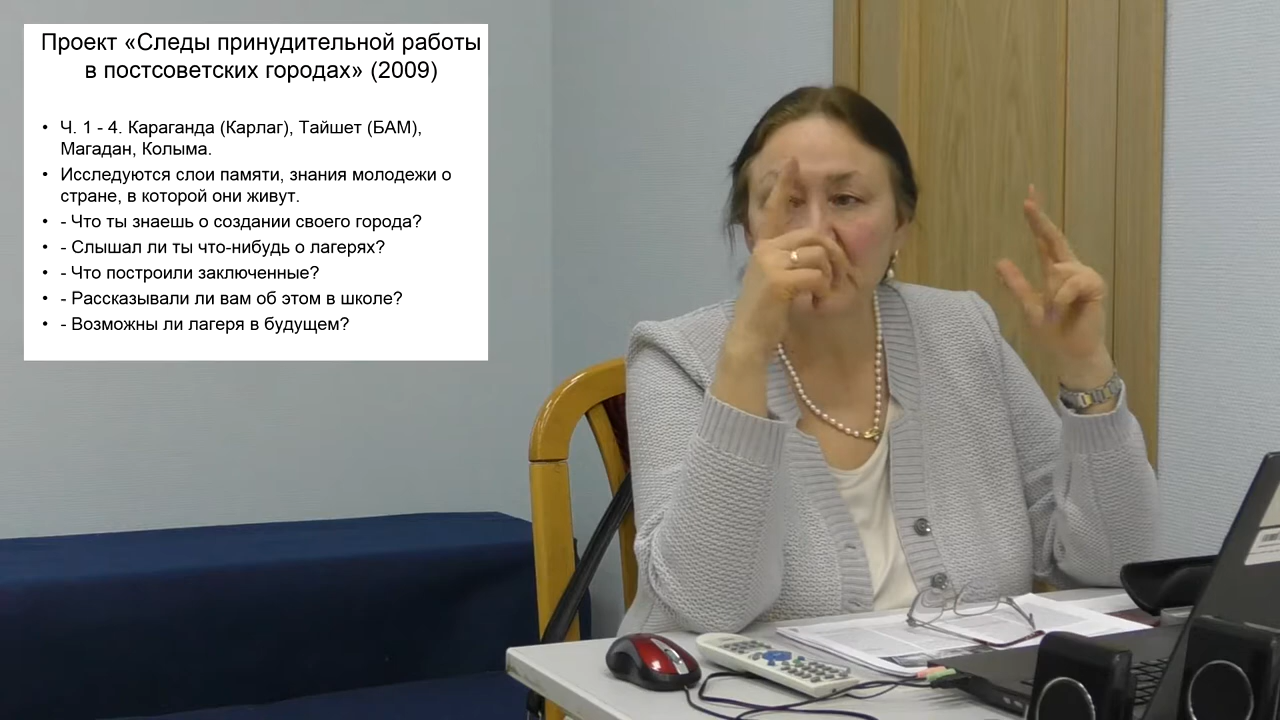 Проект «Следы принудительной работы
в постсоветских городах» (2009)
• Ч. 1 - 4. Караганда (Карлаг), Тайшет (БАМ),
Магадан, Колыма.
• Исследуются слои памяти, знания молодежи о
стране, в которой они живут.
• - Что ты знаешь о создании своего города?
• - Слышал ли ты что-нибудь о лагерях?
• - Что построили заключенные?
• - Рассказывали ли вам об этом в школе?
• - Возможны ли лагеря в будущем?